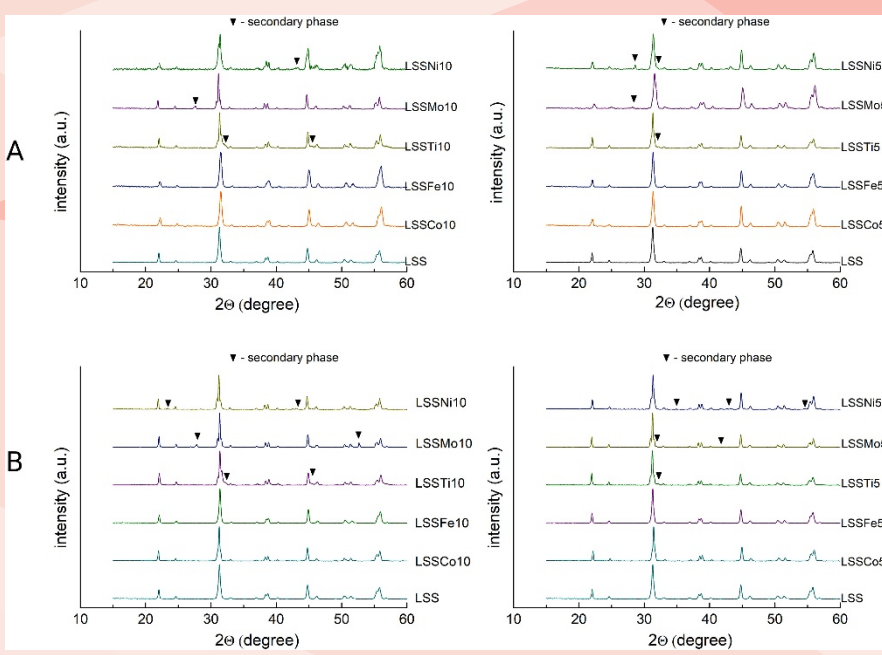 A
▼ - secondary phase
LSSNi10
LSSMo10
LSSTi10
LSSFe10
LSSCo10
LSS
intensity (a.u.)
10 20 30 40 50 60
2Θ (degree)
▼ - secondary phase
LSSNi5
LSSMo5
LSSTi5
LSSFe5
LSSCo5
LSS
intensity (a.u.)
10 20 30 40 50 60
2Θ (degree)
B
▼ - secondary phase
LSSNi10
LSSMo10
LSSTi10
LSSFe10
LSSCo10
LSS
intensity (a.u.)
10 20 30 40 50 60
2Θ (degree)
▼ - secondary phase
LSSNi5
LSSMo5
LSSTi5
LSSFe5
LSSCo5
LSS
intensity (a.u.)
10 20 30 40 50 60
2Θ (degree)